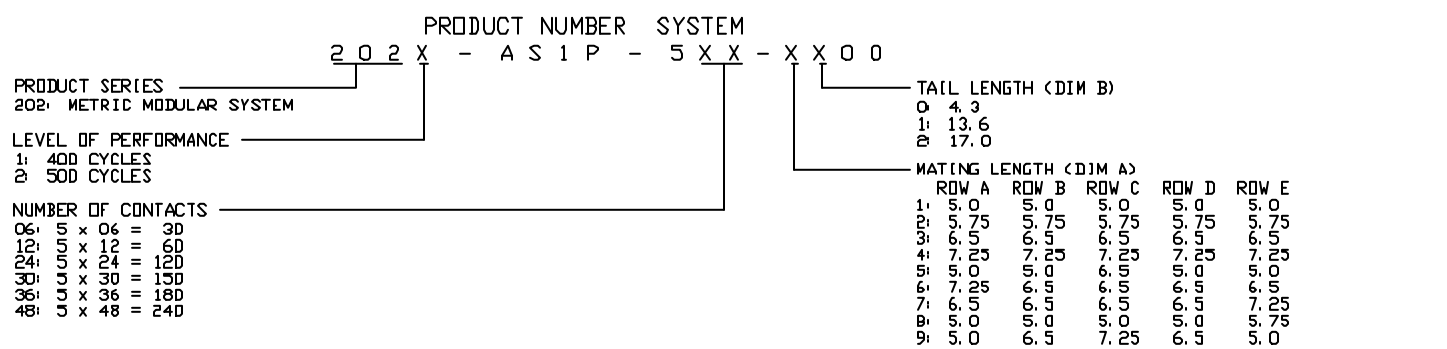 PRODUCT NUMBER SYSTEM
202X - AS1P - 5XX - XX00
PRODUCT SERIES
202: METRIC MODULAR SYSTEM
LEVEL OF PERFORMANCE
1: 400 CYCLES
2: 500 CYCLES
NUMBER OF CONTACTS
06: 5 x 06 = 30
12: 5 x 12 = 60
24: 5 x 24 = 120
30: 5 x 30 = 150
36: 5 x 36 = 180
48: 5 x 48 = 240
TAIL LENGTH (DIM B)
0: 4.3
1: 13.6
2: 17.0
MATING LENGTH (DIM A)
ROW A ROW B ROW C ROW D ROW E
1: 5.0 5.0 5.0 5.0 5.0
2: 5.75 5.75 5.75 5.75 5.75
3: 6.5 6.5 6.5 6.5 6.5
4: 7.25 7.25 7.25 7.25 7.25
5: 5.0 5.0 6.5 5.0 5.0
6: 7.25 6.5 6.5 6.5 6.5
7: 6.5 6.5 6.5 6.5 7.25
8: 5.0 5.0 5.0 5.0 5.75
9: 5.0 6.5 7.25 6.5 5.0